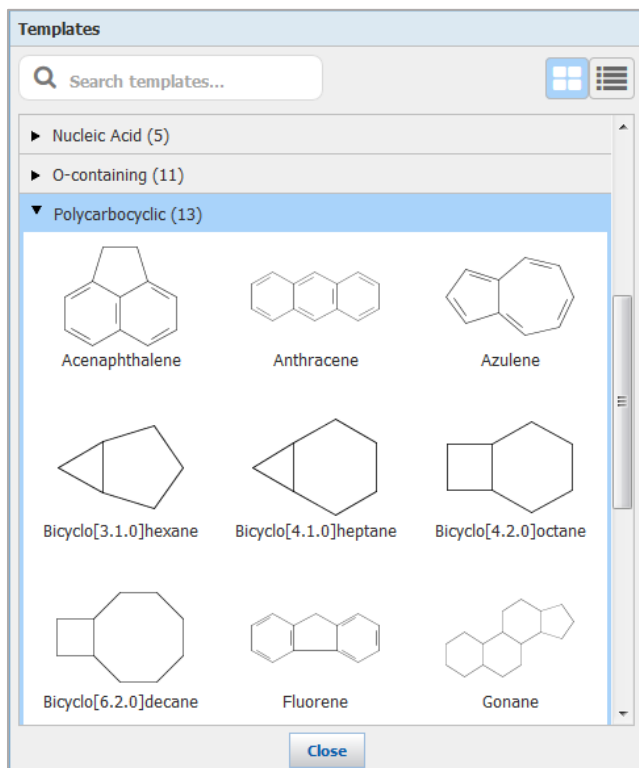 Templates
Search templates...
Nucleic Acid (5)
O-containing (11)
Polycarbocyclic (13)
Acenaphthalene Anthracene Azulene
Bicyclo[3.1.0]hexane Bicyclo[4.1.0]heptane Bicyclo[4.2.0]octane
Bicyclo[6.2.0]decane Fluorene Gonane
Close